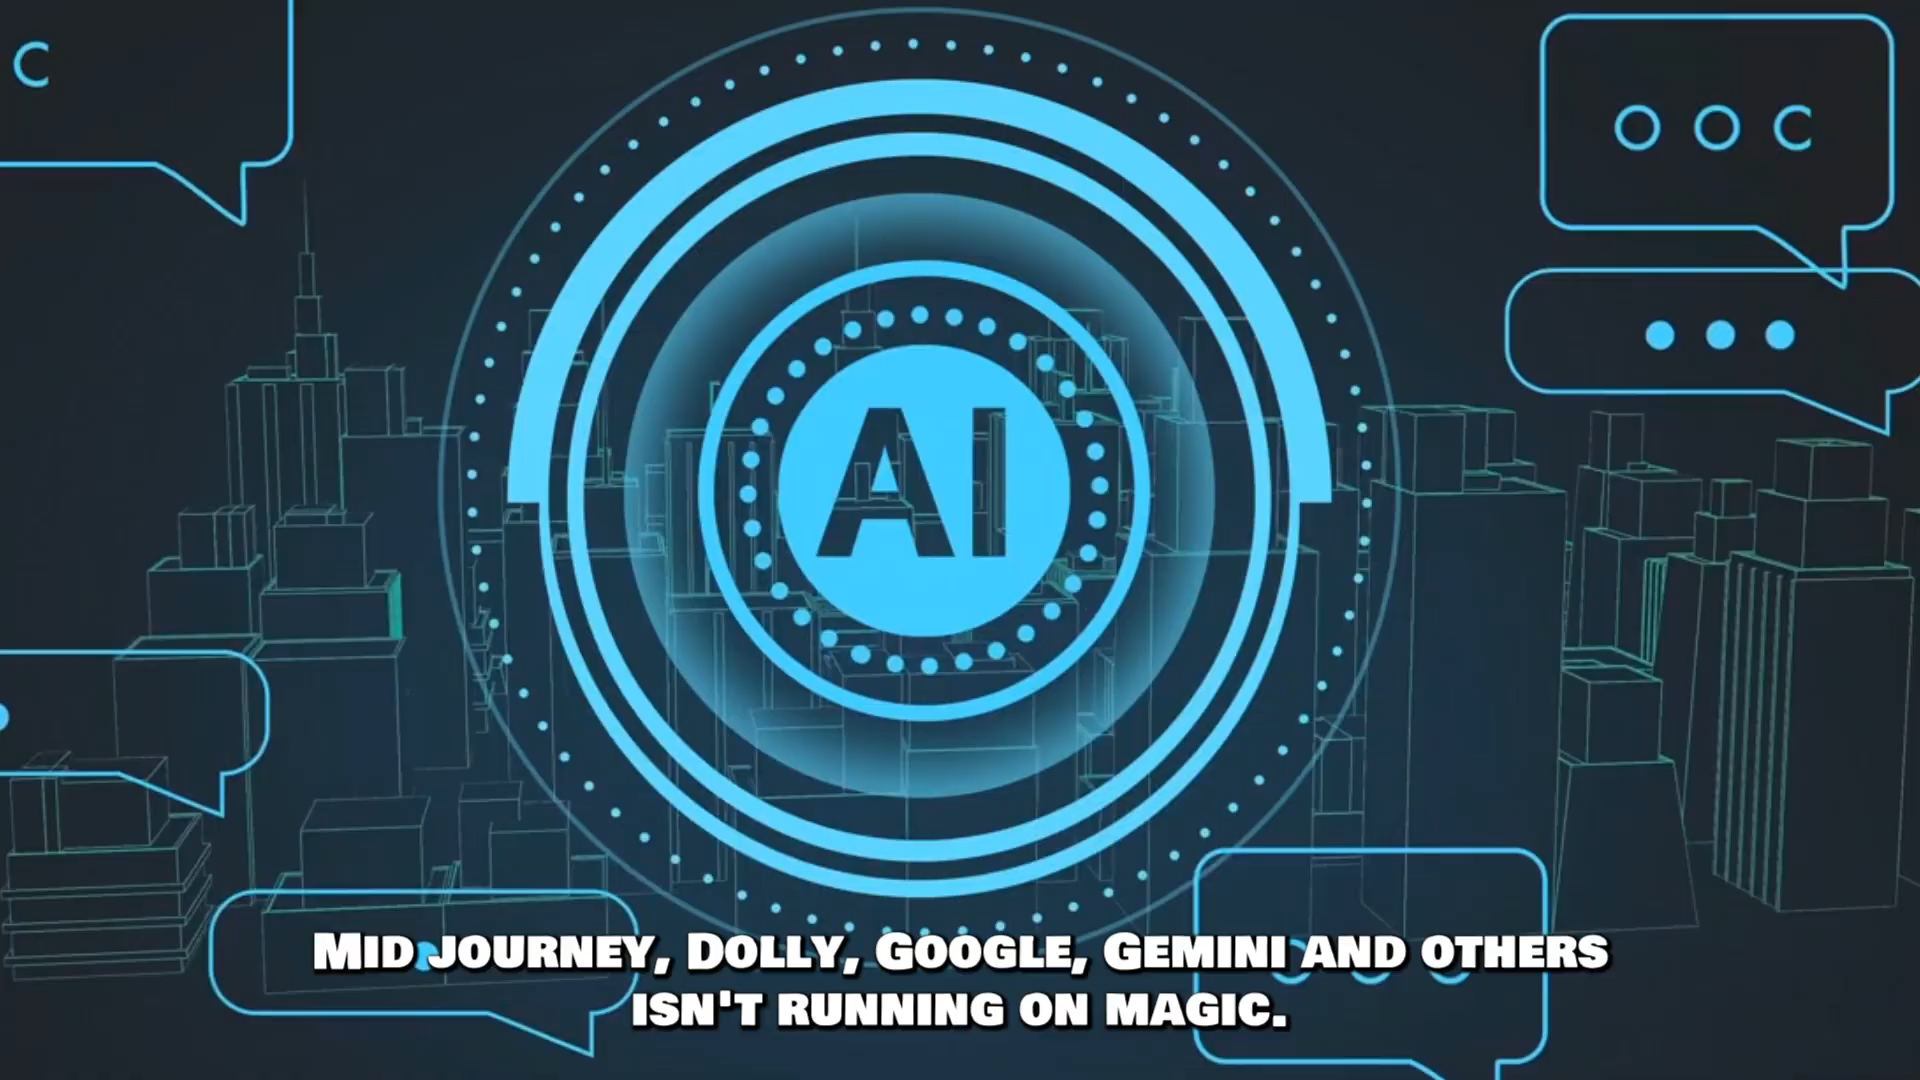 AI
Mid journey, Dolly, Google, Gemini and others
isn't running on magic.